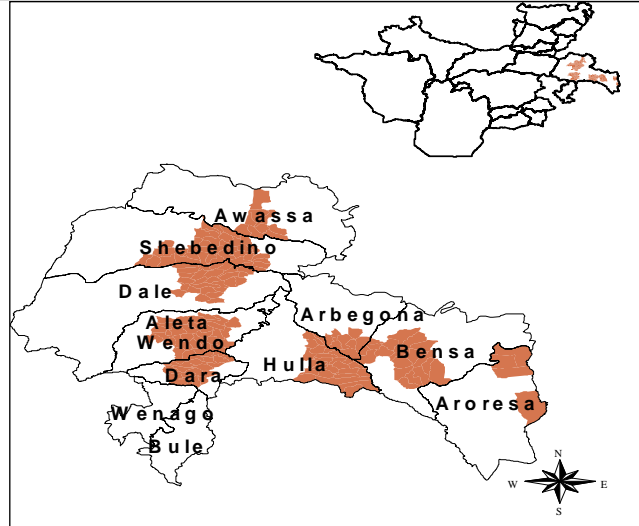 Awassa
Shebedino
Dale
Arbegona
Aleta
Wendo
Bensa
Hulla
Dara
Aroresa
Wenago
Bule
N
W E
S